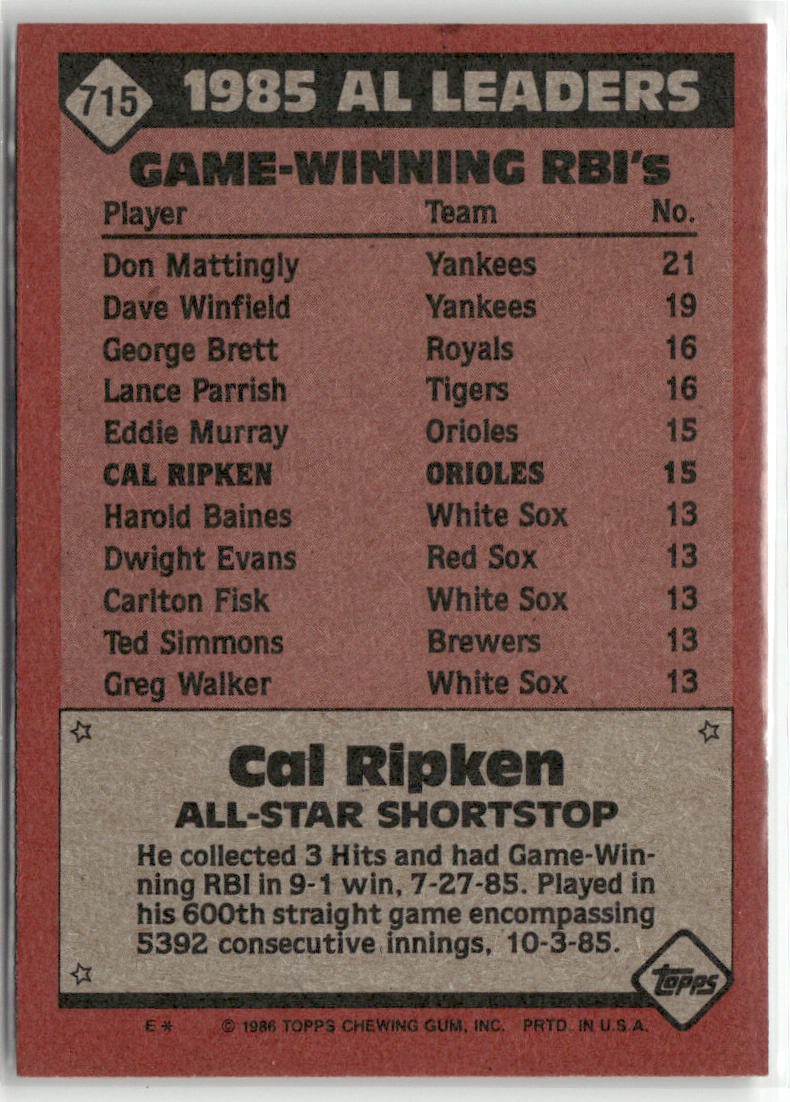 715 1985 AL LEADERS
GAME-WINNING RBI's
Player Team No.
Don Mattingly Yankees 21
Dave Winfield Yankees 19
George Brett Royals 16
Lance Parrish Tigers 16
Eddie Murray Orioles 15
CAL RIPKEN ORIOLES 15
Harold Baines White Sox 13
Dwight Evans Red Sox 13
Carlton Fisk White Sox 13
Ted Simmons Brewers 13
Greg Walker White Sox 13
Cal Ripken
ALL-STAR SHORTSTOP
He collected 3 Hits and had Game-Win-
ning RBI in 9-1 win, 7-27-85. Played in
his 600th straight game encompassing
5392 consecutive innings, 10-3-85.
topps
E* © 1986 TOPPS CHEWING GUM, INC. PRTD. IN U.S.A.